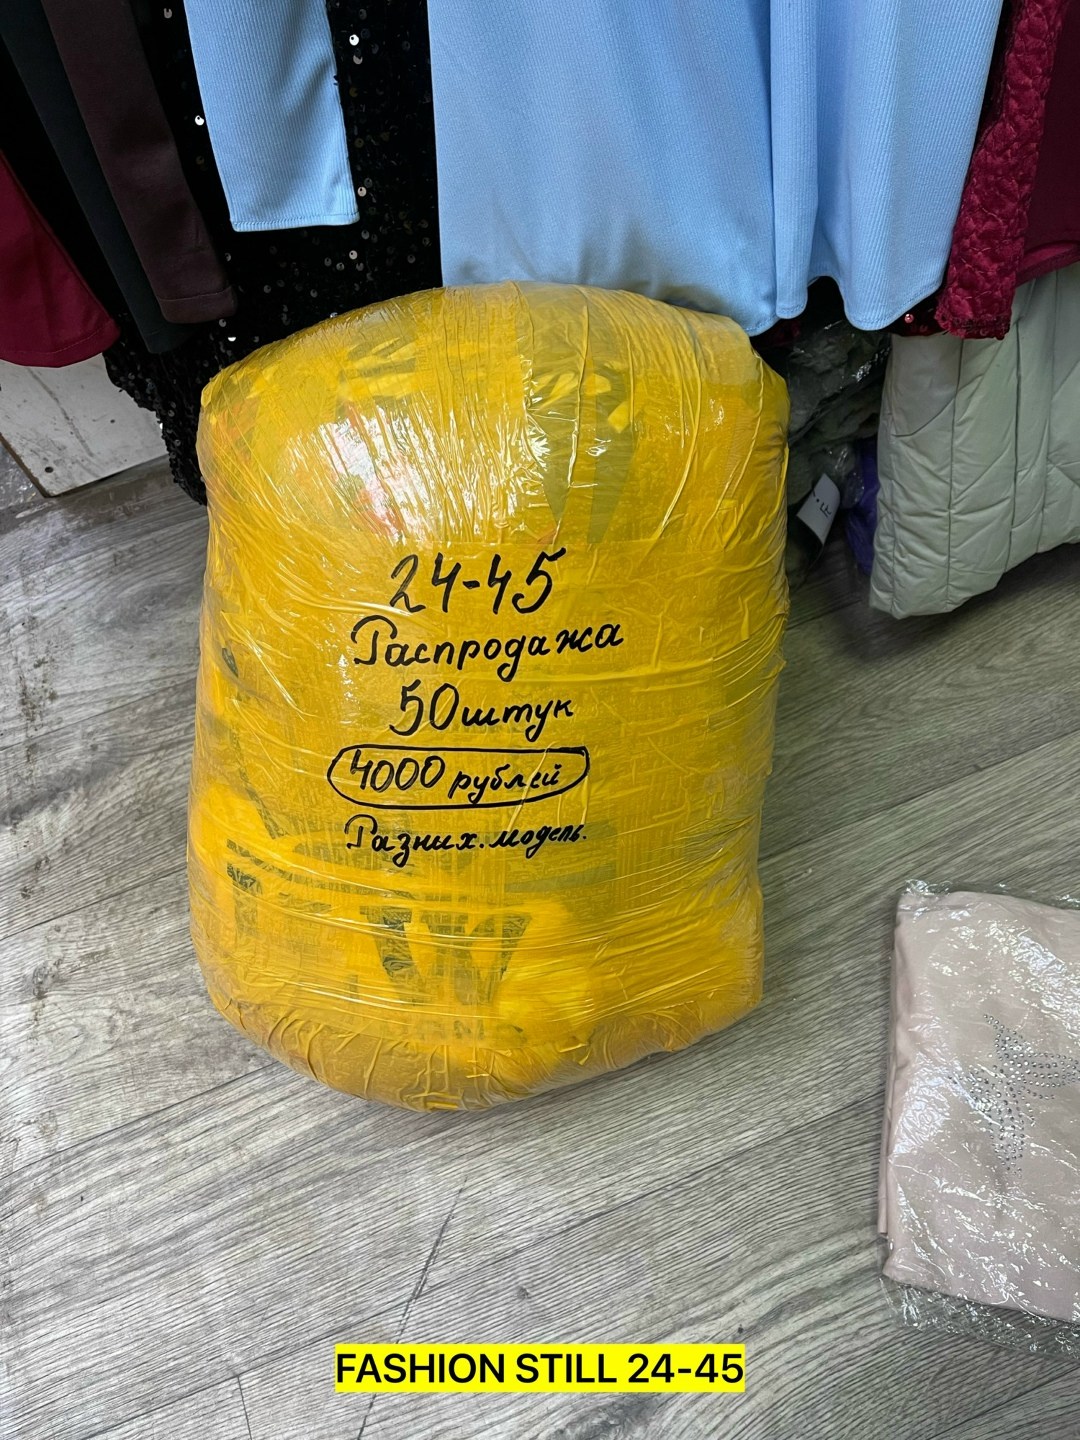 24-45
Распродажа
50штук
4000 рублей
Разних. модель.
FASHION STILL 24-45